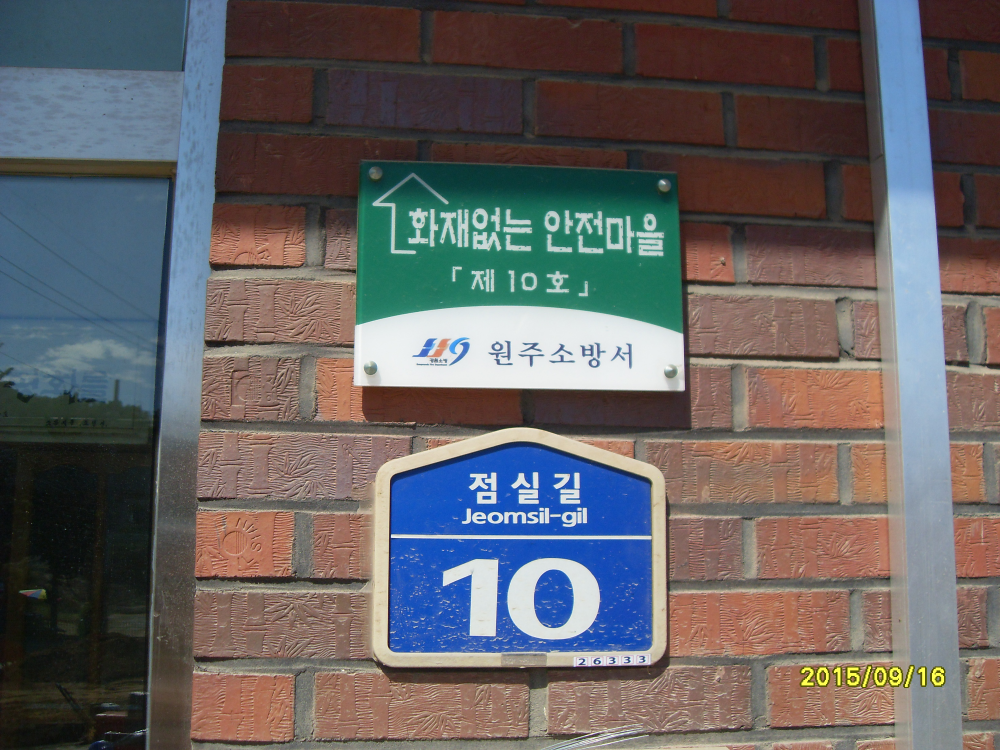 화재없는 안전마을
「제10호」
119 원주소방서
점실길
Jeomsil-gil
10
26333
2015/09/16